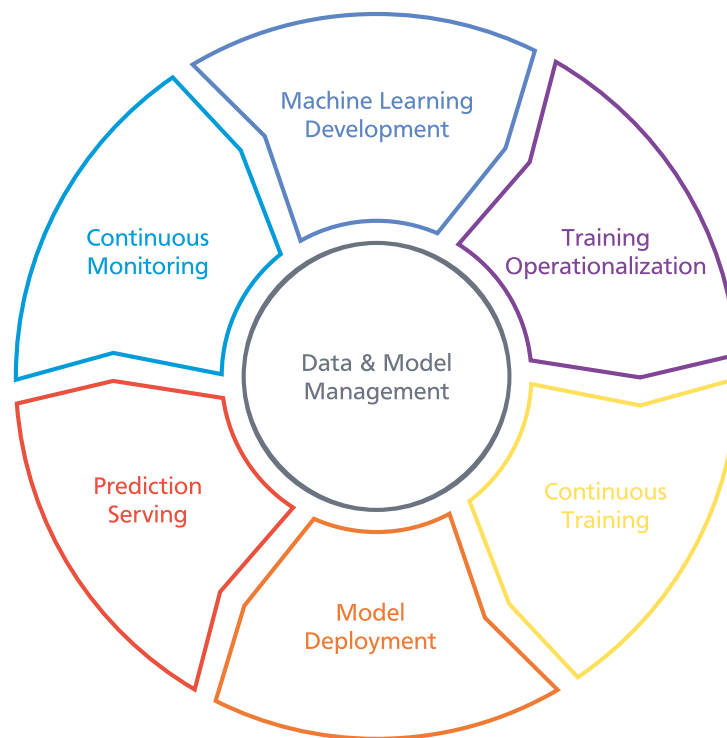 Machine Learning
Development
Training
Operationalization
Continuous
Training
Model
Deployment
Prediction
Serving
Continuous
Monitoring
Data & Model
Management